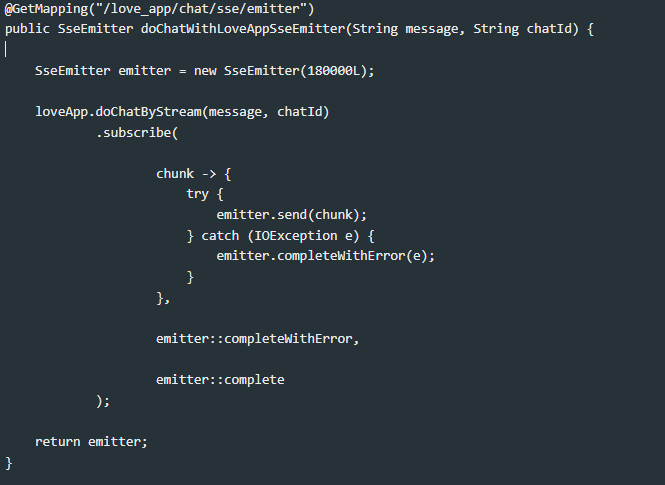 @GetMapping("/love_app/chat/sse/emitter")
public SseEmitter doChatWithLoveAppSseEmitter(String message, String chatId) {
SseEmitter emitter = new SseEmitter(180000L);
loveApp.doChatByStream(message, chatId)
.subscribe(
chunk -> {
try {
emitter.send(chunk);
} catch (IOException e) {
emitter.completeWithError(e);
}
},
emitter::completeWithError,
emitter::complete
);
return emitter;
}